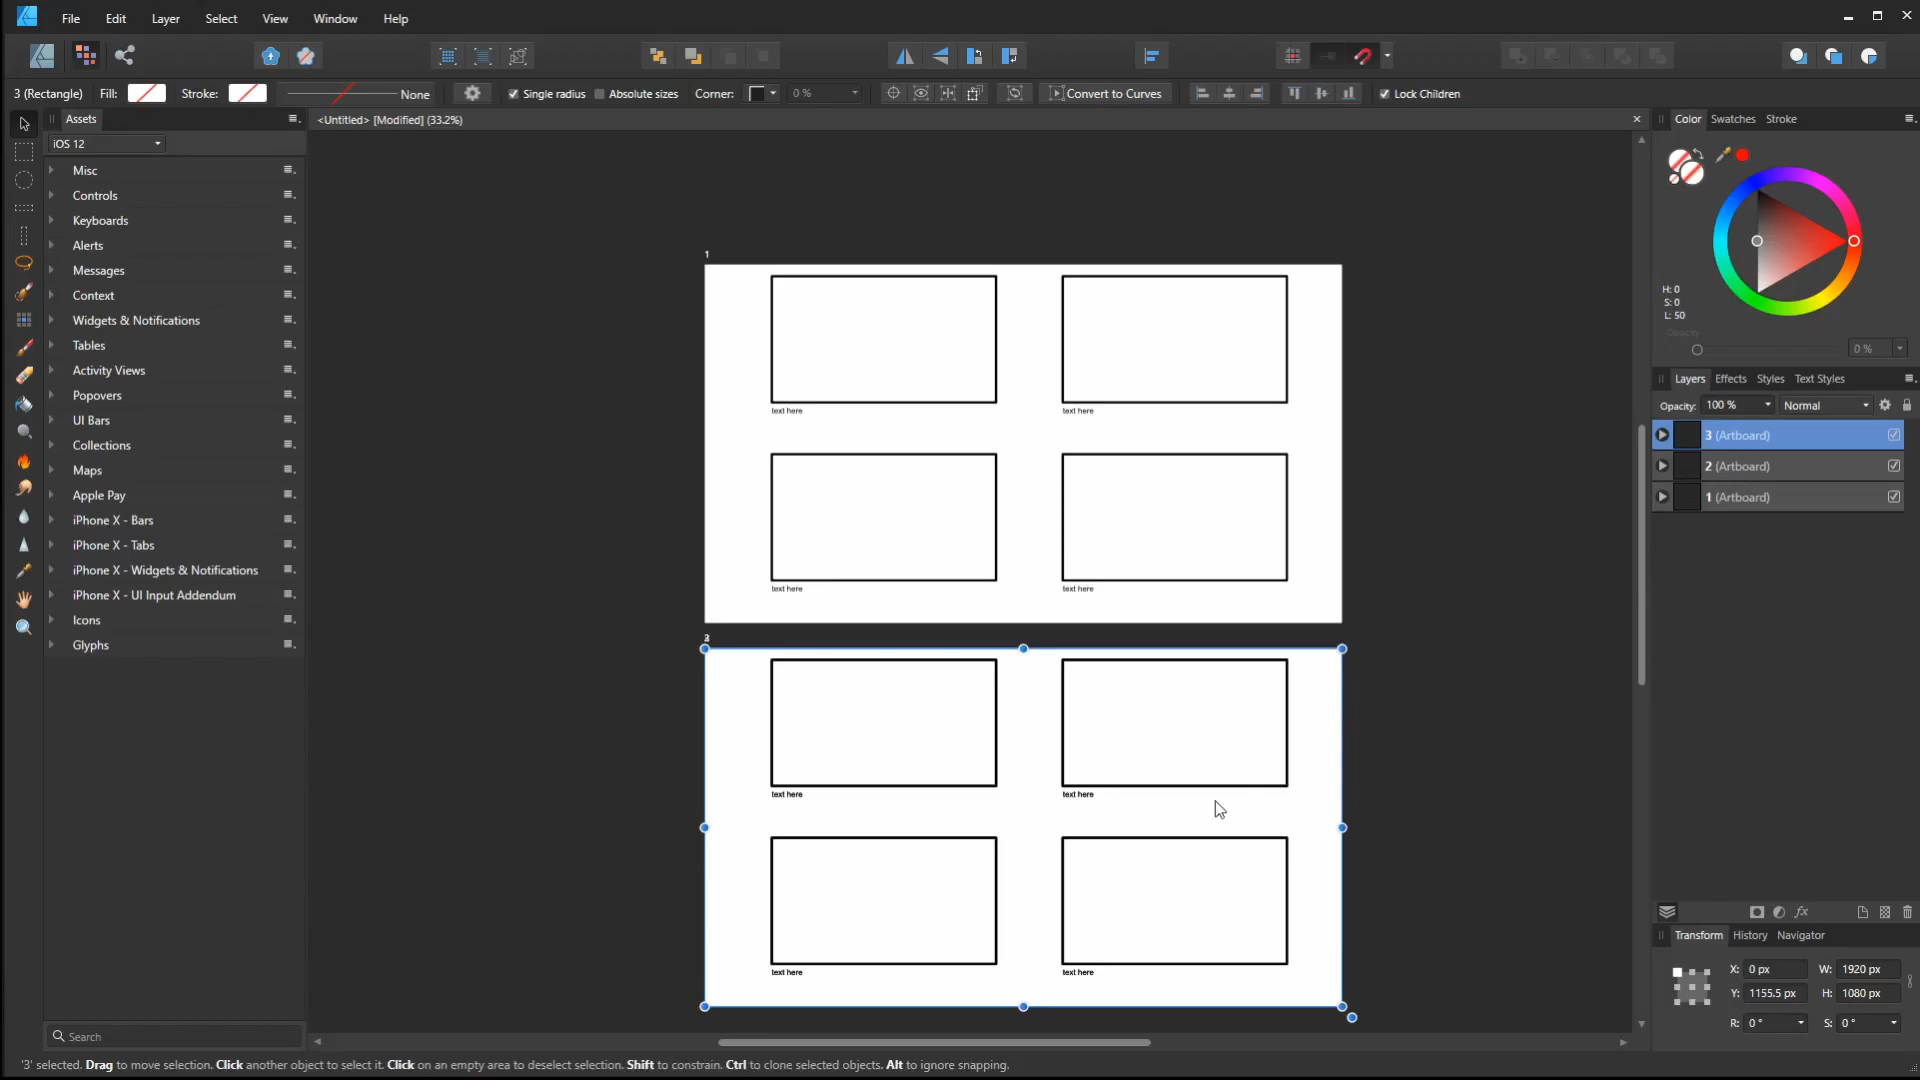 File Edit Layer Select View Window Help
3 (Rectangle) Fill: Stroke: None Single radius Absolute sizes Corner: 0 % Convert to Curves Lock Children
Assets
<Untitled> [Modified] (33.2%)
iOS 12
Misc
Controls
Keyboards
Alerts
Messages
Context
Widgets & Notifications
Tables
Activity Views
Popovers
UI Bars
Collections
Maps
Apple Pay
iPhone X - Bars
iPhone X - Tabs
iPhone X - Widgets & Notifications
iPhone X - UI Input Addendum
Icons
Glyphs
Search
1
text here text here
text here text here
text here text here
text here text here
Color Swatches Stroke
H: 0
S: 0
L: 50
Opacity
0 %
Layers Effects Styles Text Styles
Opacity: 100 % Normal
3 (Artboard)
2 (Artboard)
1 (Artboard)
fx
Transform History Navigator
X: 0 px W: 1920 px
Y: 1155.5 px H: 1080 px
R: 0 ° S: 0 °
'3' selected. Drag to move selection. Click another object to select it. Click on an empty area to deselect selection. Shift to constrain. Ctrl to clone selected objects. Alt to ignore snapping.